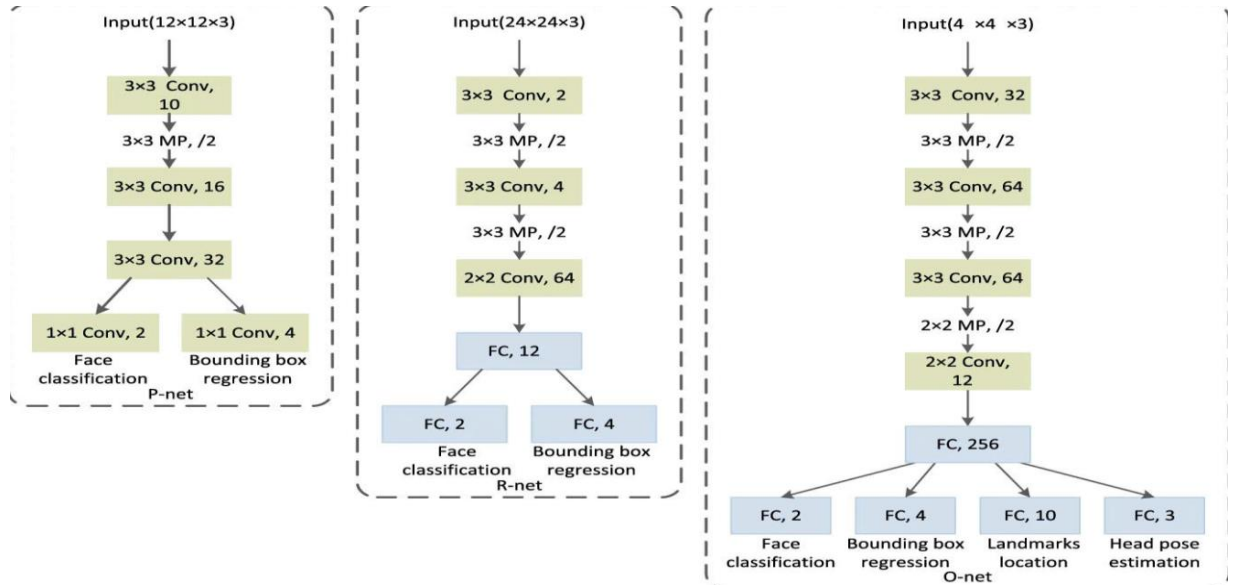 Input(12×12×3)
3×3 Conv,
10
3×3 MP, /2
3×3 Conv, 16
3×3 Conv, 32
1×1 Conv, 2
1×1 Conv, 4
Face
classification
Bounding box
regression
P-net
Input(24×24×3)
3×3 Conv, 2
3×3 MP, /2
3×3 Conv, 4
3×3 MP, /2
2×2 Conv, 64
FC, 12
FC, 2
FC, 4
Face
classification
Bounding box
regression
R-net
Input(4 ×4 ×3)
3×3 Conv, 32
3×3 MP, /2
3×3 Conv, 64
3×3 MP, /2
3×3 Conv, 64
2×2 MP, /2
2×2 Conv,
12
FC, 256
FC, 2
FC, 4
FC, 10
FC, 3
Face
classification
Bounding box
regression
Landmarks
location
Head pose
estimation
O-net